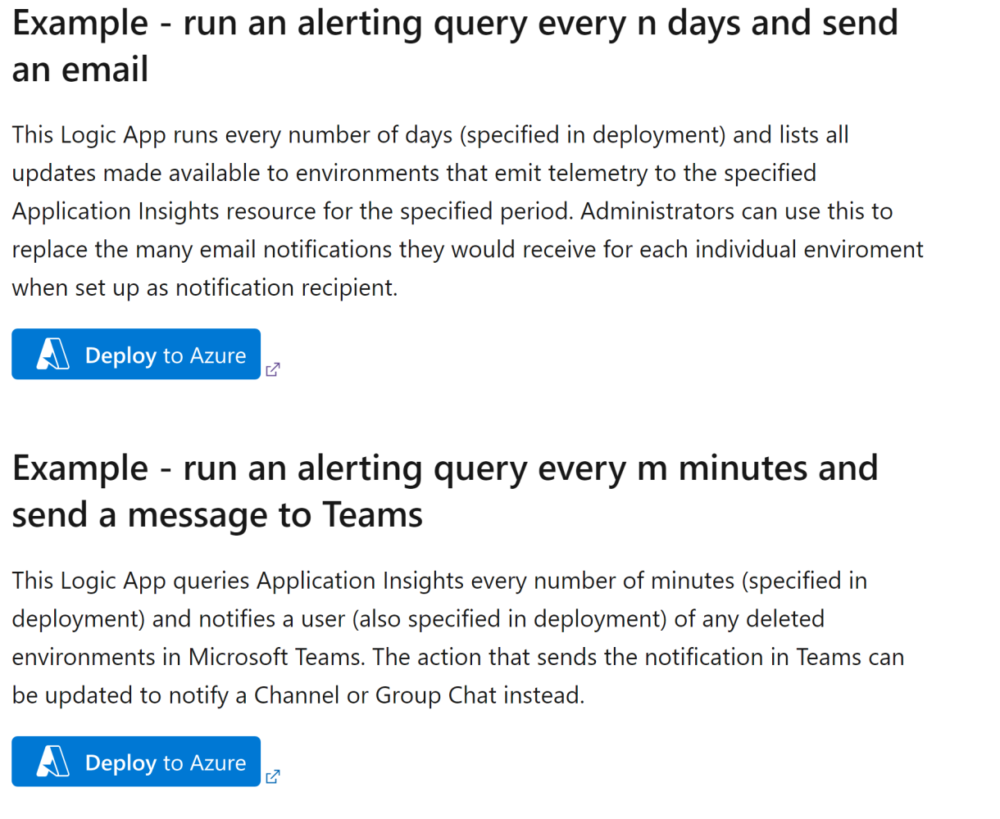 Example - run an alerting query every n days and send
an email
This Logic App runs every number of days (specified in deployment) and lists all
updates made available to environments that emit telemetry to the specified
Application Insights resource for the specified period. Administrators can use this to
replace the many email notifications they would receive for each individual enviroment
when set up as notification recipient.
Deploy to Azure
Example - run an alerting query every m minutes and
send a message to Teams
This Logic App queries Application Insights every number of minutes (specified in
deployment) and notifies a user (also specified in deployment) of any deleted
environments in Microsoft Teams. The action that sends the notification in Teams can
be updated to notify a Channel or Group Chat instead.
Deploy to Azure